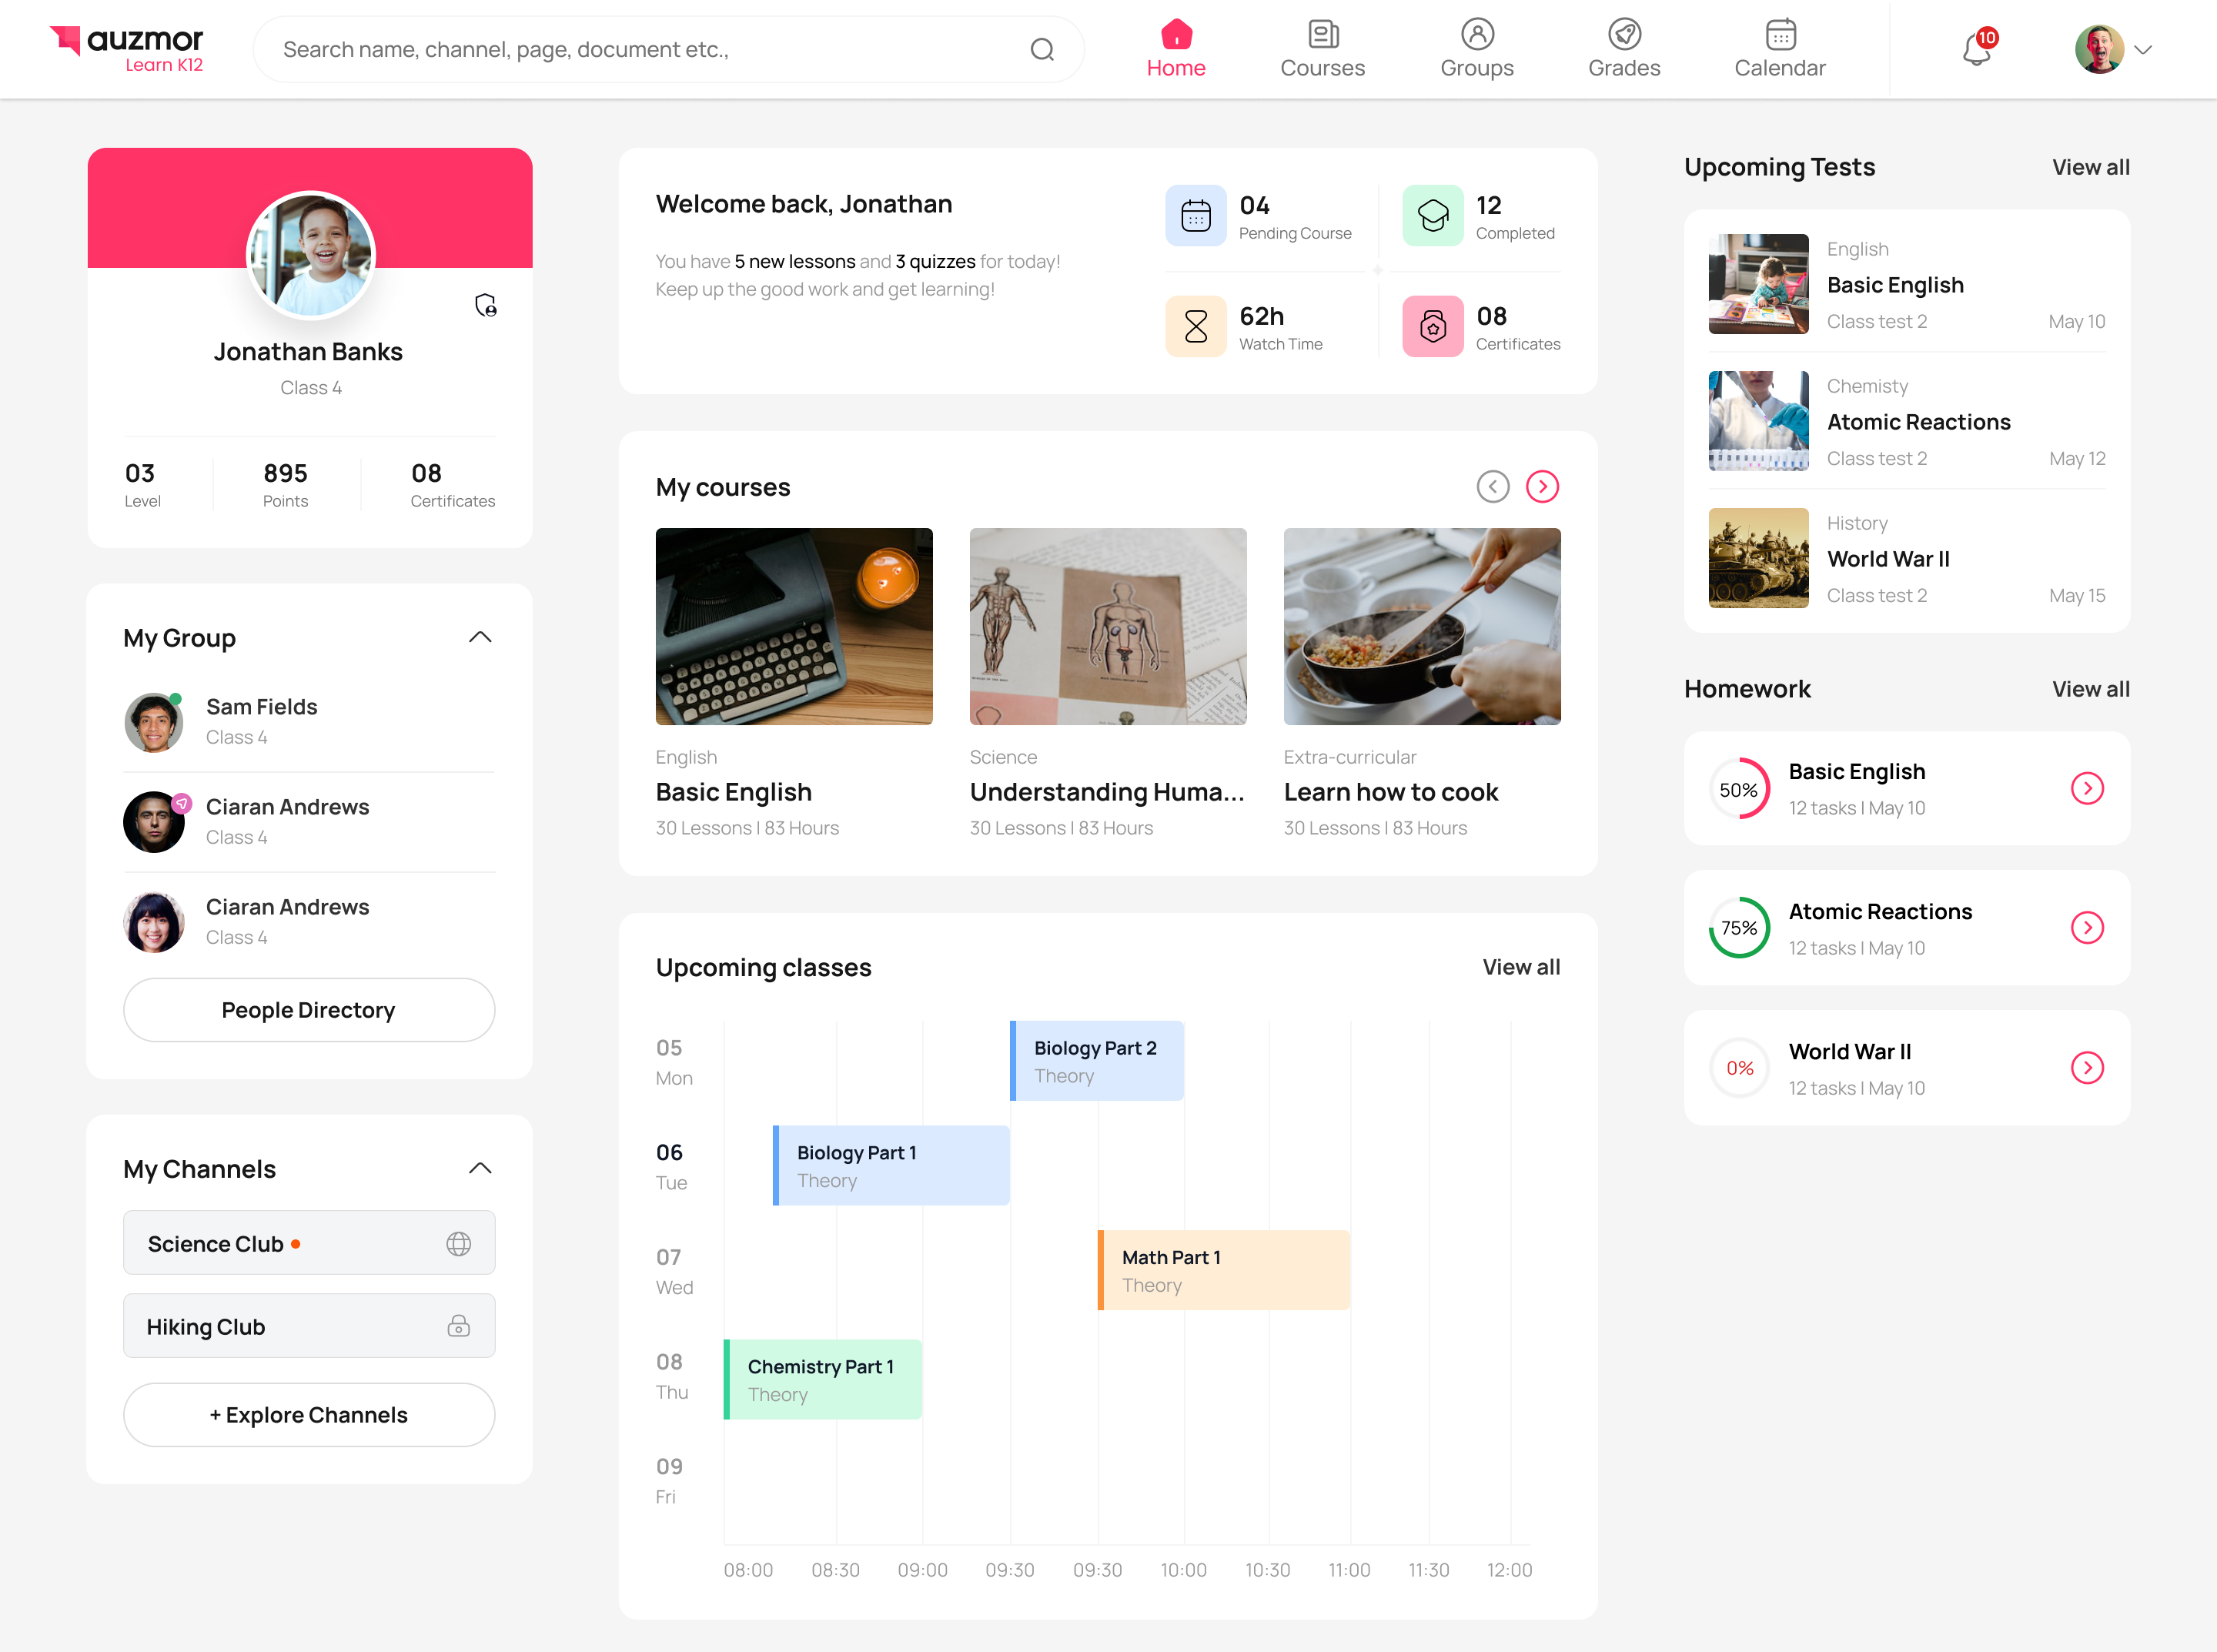 auzmor
Learn K12
Search name, channel, page, document etc.,
Home
Courses
Groups
Grades
Calendar
10
Jonathan Banks
Class 4
03
Level
895
Points
08
Certificates
My Group
Sam Fields
Class 4
Ciaran Andrews
Class 4
Ciaran Andrews
Class 4
People Directory
My Channels
Science Club
Hiking Club
+ Explore Channels
Welcome back, Jonathan
You have 5 new lessons and 3 quizzes for today!
Keep up the good work and get learning!
04
Pending Course
12
Completed
62h
Watch Time
08
Certificates
My courses
English
Basic English
30 Lessons | 83 Hours
Science
Understanding Huma...
30 Lessons | 83 Hours
Extra-curricular
Learn how to cook
30 Lessons | 83 Hours
Upcoming classes
View all
05
Mon
Biology Part 2
Theory
06
Tue
Biology Part 1
Theory
07
Wed
Math Part 1
Theory
08
Thu
Chemistry Part 1
Theory
09
Fri
08:00 08:30 09:00 09:30 09:30 10:00 10:30 11:00 11:30 12:00
Upcoming Tests
View all
English
Basic English
Class test 2 May 10
Chemisty
Atomic Reactions
Class test 2 May 12
History
World War II
Class test 2 May 15
Homework
View all
50%
Basic English
12 tasks | May 10
75%
Atomic Reactions
12 tasks | May 10
0%
World War II
12 tasks | May 10